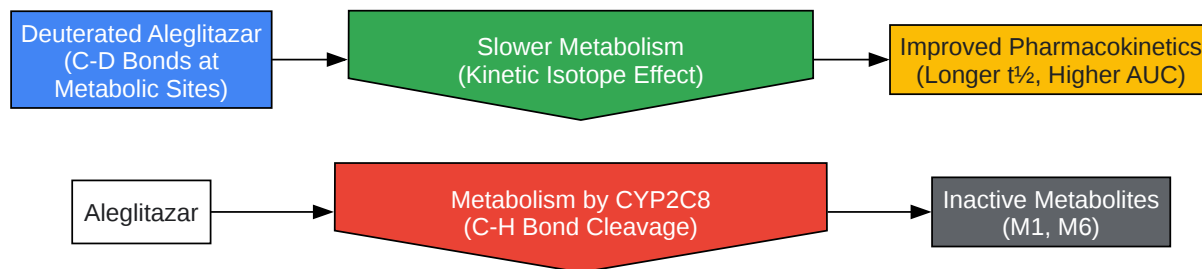 Deuterated Aleglitazar
(C-D Bonds at
Metabolic Sites)
Slower Metabolism
(Kinetic Isotope Effect)
Improved Pharmacokinetics
(Longer t½, Higher AUC)
Aleglitazar
Metabolism by CYP2C8
(C-H Bond Cleavage)
Inactive Metabolites
(M1, M6)